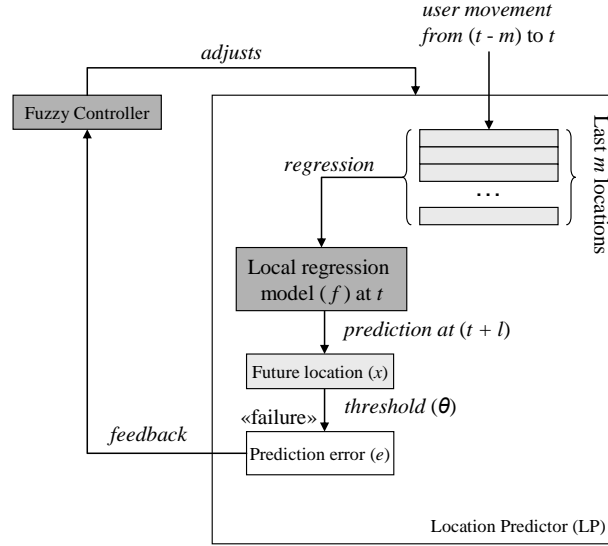 user movement
from (t - m) to t
adjusts
Fuzzy Controller
Last m locations
regression
...
Local regression
model (f) at t
prediction at (t + l)
Future location (x)
threshold (θ)
«failure»
feedback
Prediction error (e)
Location Predictor (LP)